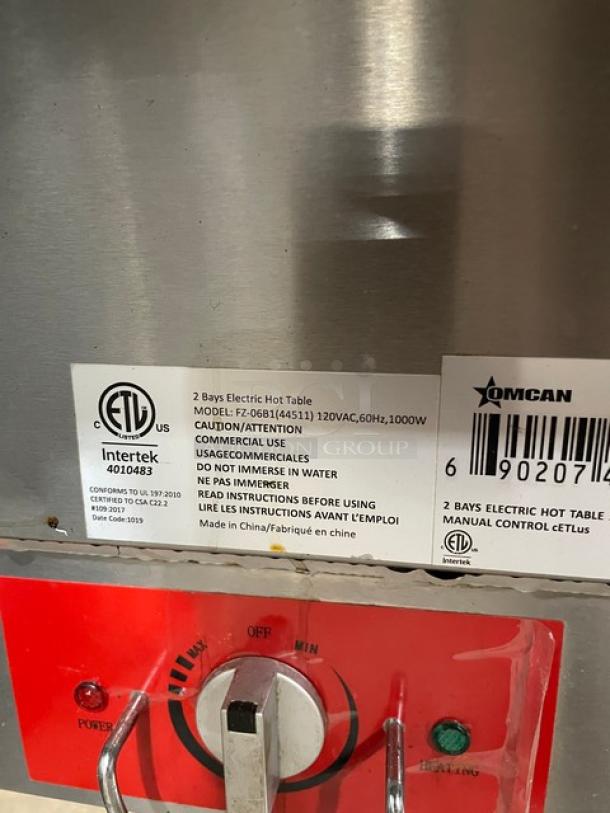 2 Bays Electric Hot Table
MODEL: FZ-06B1(44511) 120VAC,60Hz,1000W
CAUTION/ATTENTION
COMMERCIAL USE
USAGECOMMERCIALES
DO NOT IMMERSE IN WATER
NE PAS IMMERGER
READ INSTRUCTIONS BEFORE USING
LIRE LES INSTRUCTIONS AVANT L'EMPLOI
Made in China/Fabriqué en chine
ETL
C US
LISTED
Intertek
4010483
CONFORMS TO UL 197:2010
CERTIFIED TO CSA C22.2
#109:2017
Date Code:1019
OMCAN
6 90207 4
2 BAYS ELECTRIC HOT TABLE
MANUAL CONTROL cETLus
ETL
Intertek
GROUP
OFF
MAX
MIN
POWER
HEATING